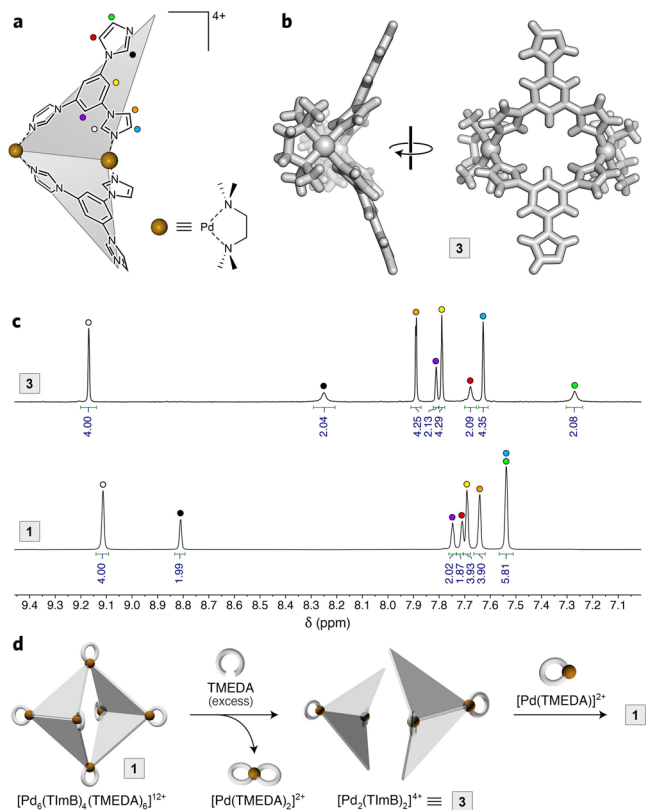 a
4+
N
N
N
N
N
N
N
N
N
N
N
N
≡
Pd
N
N
b
3
c
3
4.00
2.04
4.25
2.13
4.29
2.09
4.35
2.08
1
4.00
1.99
2.02
1.87
3.93
3.90
5.81
9.4 9.3 9.2 9.1 9.0 8.9 8.8 8.7 8.6 8.5 8.4 8.3 8.2 8.1 8.0 7.9 7.8 7.7 7.6 7.5 7.4 7.3 7.2 7.1
δ (ppm)
d
1
[Pd₆(TImB)₄(TMEDA)₆]¹²⁺
TMEDA
(excess)
[Pd(TMEDA)₂]²⁺
[Pd₂(TImB)₂]⁴⁺ ≡ 3
[Pd(TMEDA)]²⁺
1